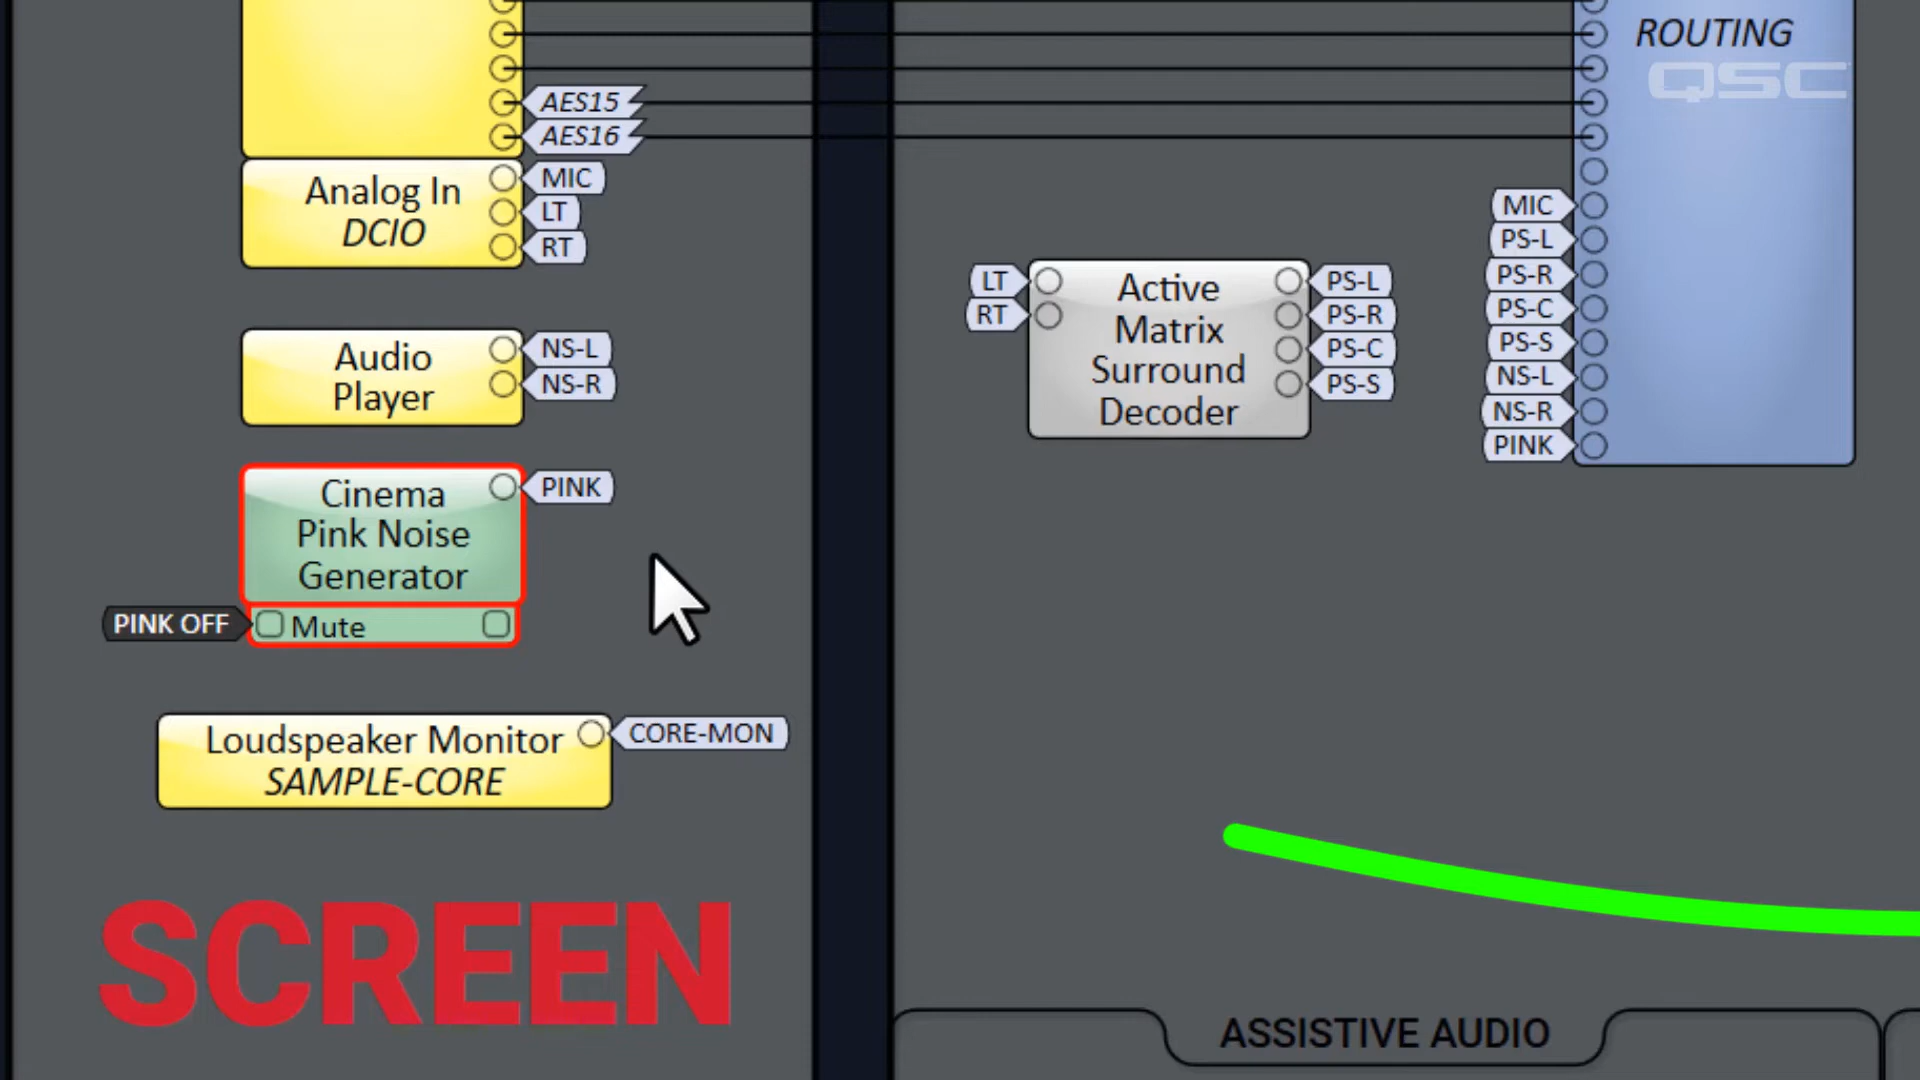 ROUTING
QSC
AES15
AES16
Analog In
DCIO
MIC
LT
RT
Audio
Player
NS-L
NS-R
Cinema
Pink Noise
Generator
PINK
PINK OFF
Mute
Loudspeaker Monitor
SAMPLE-CORE
CORE-MON
SCREEN
LT
RT
Active
Matrix
Surround
Decoder
PS-L
PS-R
PS-C
PS-S
MIC
PS-L
PS-R
PS-C
PS-S
NS-L
NS-R
PINK
ASSISTIVE AUDIO